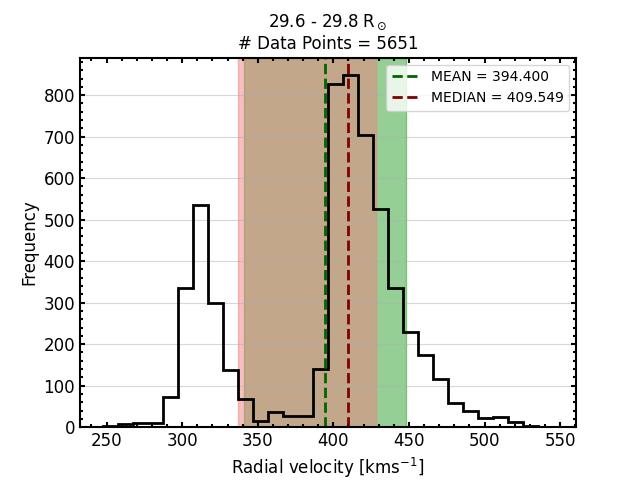 29.6 - 29.8 R⊙
# Data Points = 5651
MEAN = 394.400
MEDIAN = 409.549
Frequency
800
700
600
500
400
300
200
100
0
250 300 350 400 450 500 550
Radial velocity [kms⁻¹]